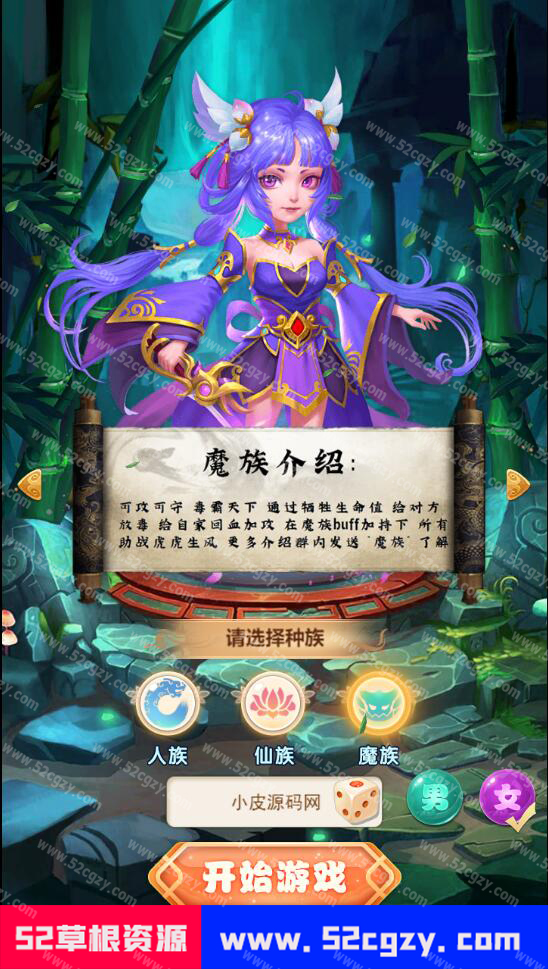 魔族介绍:
可攻可守 毒霸天下 通过牺牲生命值 给对方
放毒 给自家回血加攻 在魔族buff加持下 所有
助战虎虎生风 更多介绍群内发送"魔族"了解
请选择种族
人族 仙族 魔族
小皮源码网
男 女
开始游戏
52草根资源 www.52cgzy.com